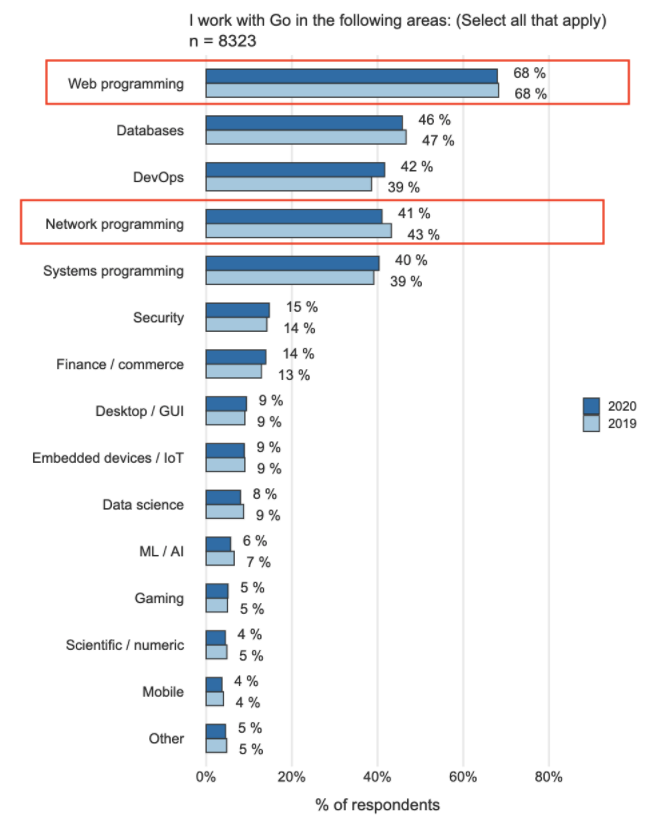 I work with Go in the following areas: (Select all that apply)
n = 8323
Web programming
68 %
68 %
Databases
46 %
47 %
DevOps
42 %
39 %
Network programming
41 %
43 %
Systems programming
40 %
39 %
Security
15 %
14 %
Finance / commerce
14 %
13 %
Desktop / GUI
9 %
9 %
Embedded devices / IoT
9 %
9 %
Data science
8 %
9 %
ML / AI
6 %
7 %
Gaming
5 %
5 %
Scientific / numeric
4 %
5 %
Mobile
4 %
4 %
Other
5 %
5 %
2020
2019
0% 20% 40% 60% 80%
% of respondents